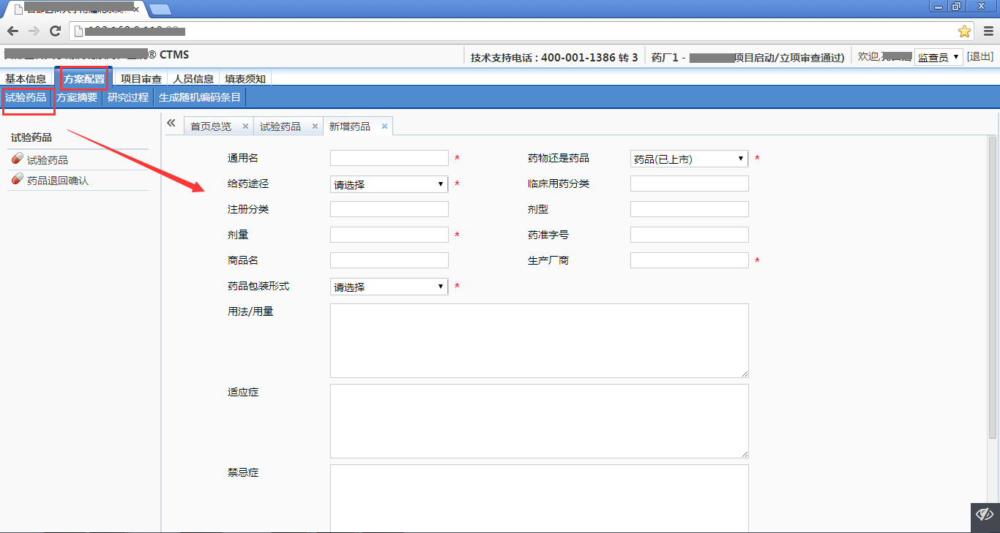 ® CTMS
技术支持电话 : 400-001-1386 转 3
药厂1 - 项目启动/立项审查通过)
欢迎, 监查员 [退出]
基本信息 方案配置 项目审查 人员信息 填表须知
试验药品 方案摘要 研究过程 生成随机编码条目
首页总览 × 试验药品 × 新增药品 ×
试验药品
试验药品
药品退回确认
通用名 * 药物还是药品 药品(已上市) *
给药途径 请选择 * 临床用药分类
注册分类 剂型
剂量 * 药准字号
商品名 生产厂商 *
药品包装形式 请选择 *
用法/用量
适应症
禁忌症